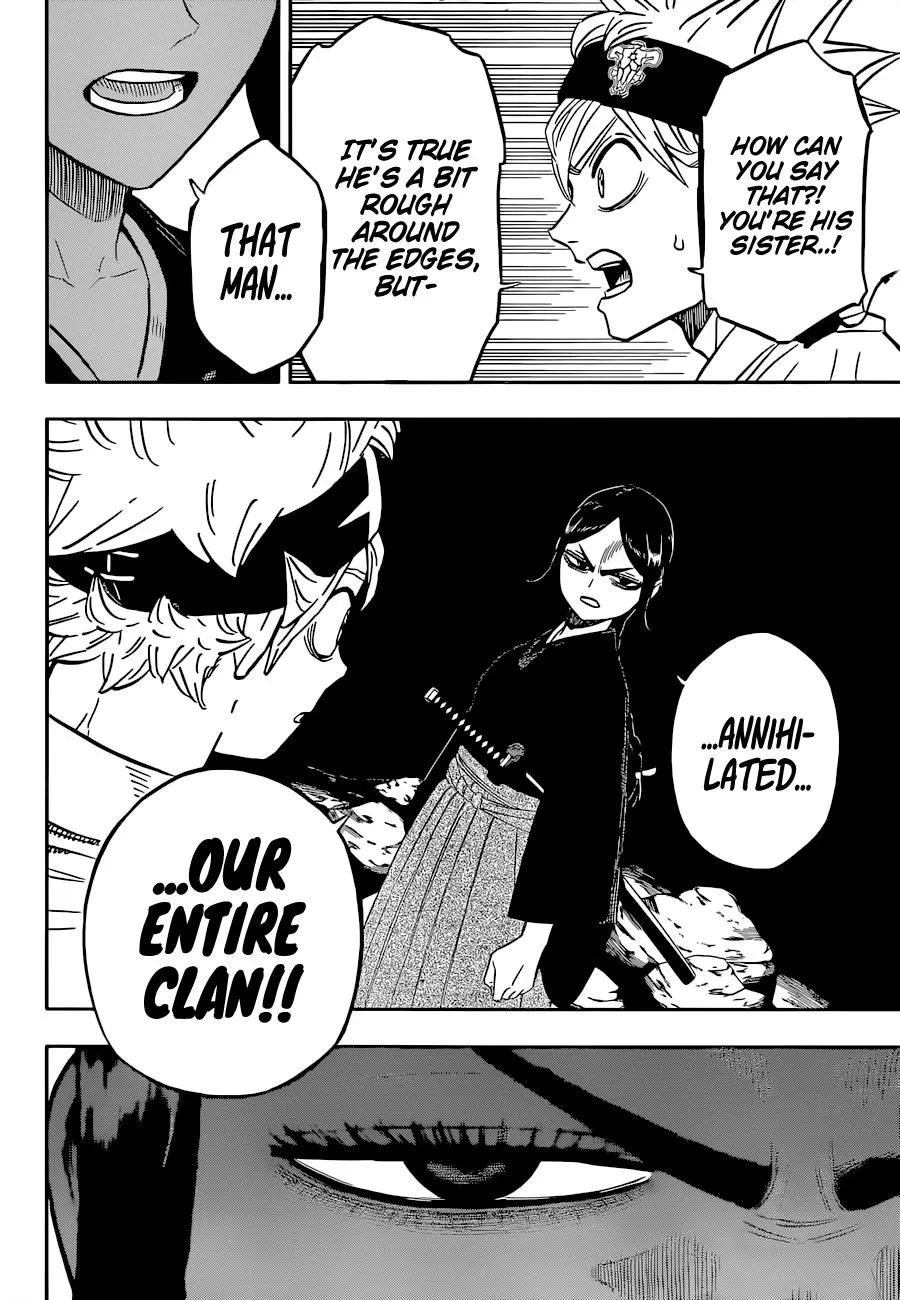 HOW CAN
YOU SAY
THAT?!
YOU'RE HIS
SISTER..!
IT'S TRUE
HE'S A BIT
ROUGH
AROUND
THE EDGES,
BUT-
THAT
MAN...
...ANNIHI-
LATED...
...OUR
ENTIRE
CLAN!!